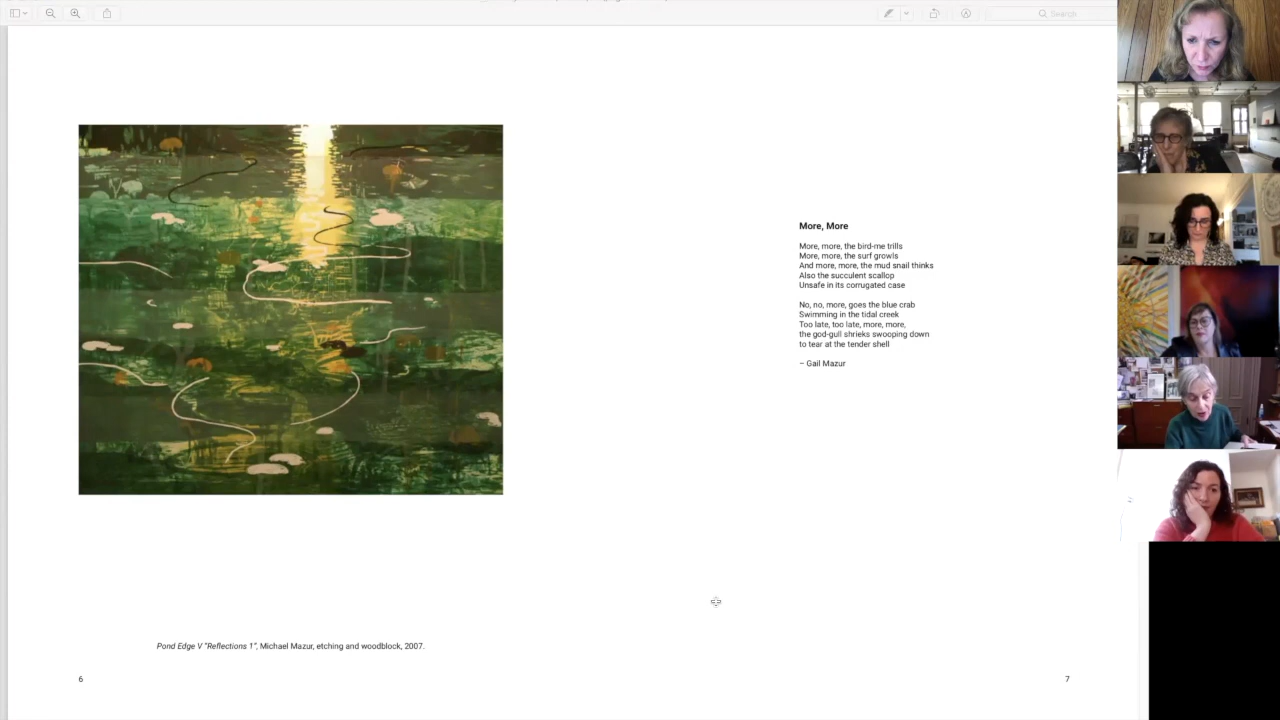 Search
More, More
More, more, the bird-me trills
More, more, the surf growls
And more, more, the mud snail thinks
Also the succulent scallop
Unsafe in its corrugated case
No, no, more, goes the blue crab
Swimming in the tidal creek
Too late, too late, more, more,
the god-gull shrieks swooping down
to tear at the tender shell
– Gail Mazur
Pond Edge V "Reflections 1", Michael Mazur, etching and woodblock, 2007.
6
7